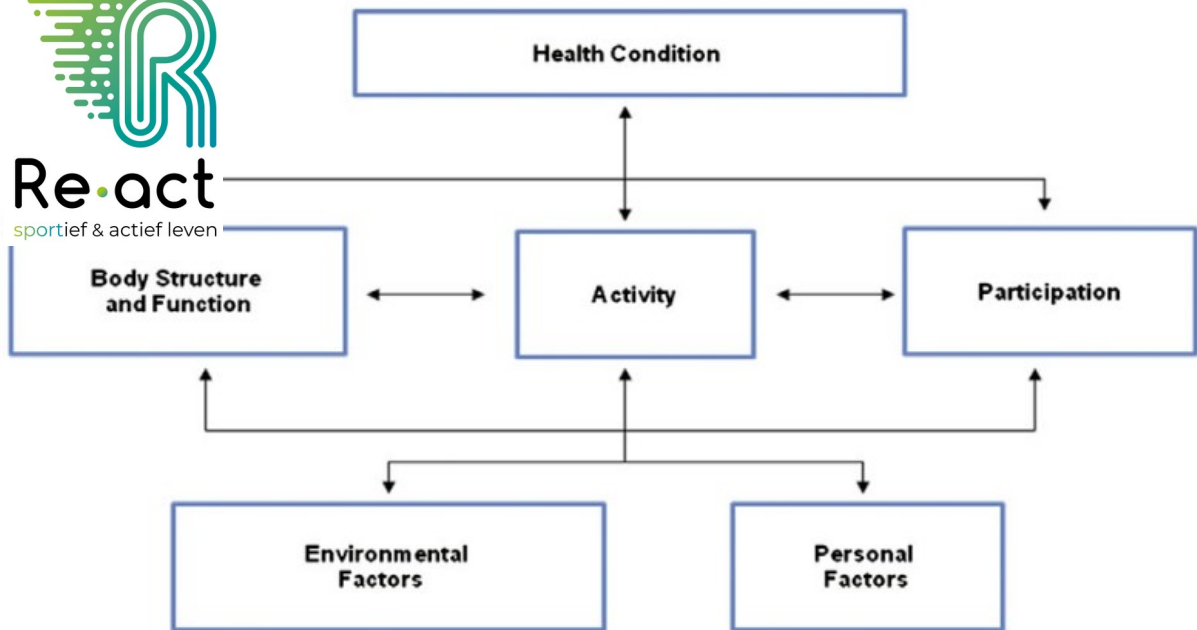 Health Condition
Re·act
sportief & actief leven
Body Structure
and Function
Activity
Participation
Environmental
Factors
Personal
Factors